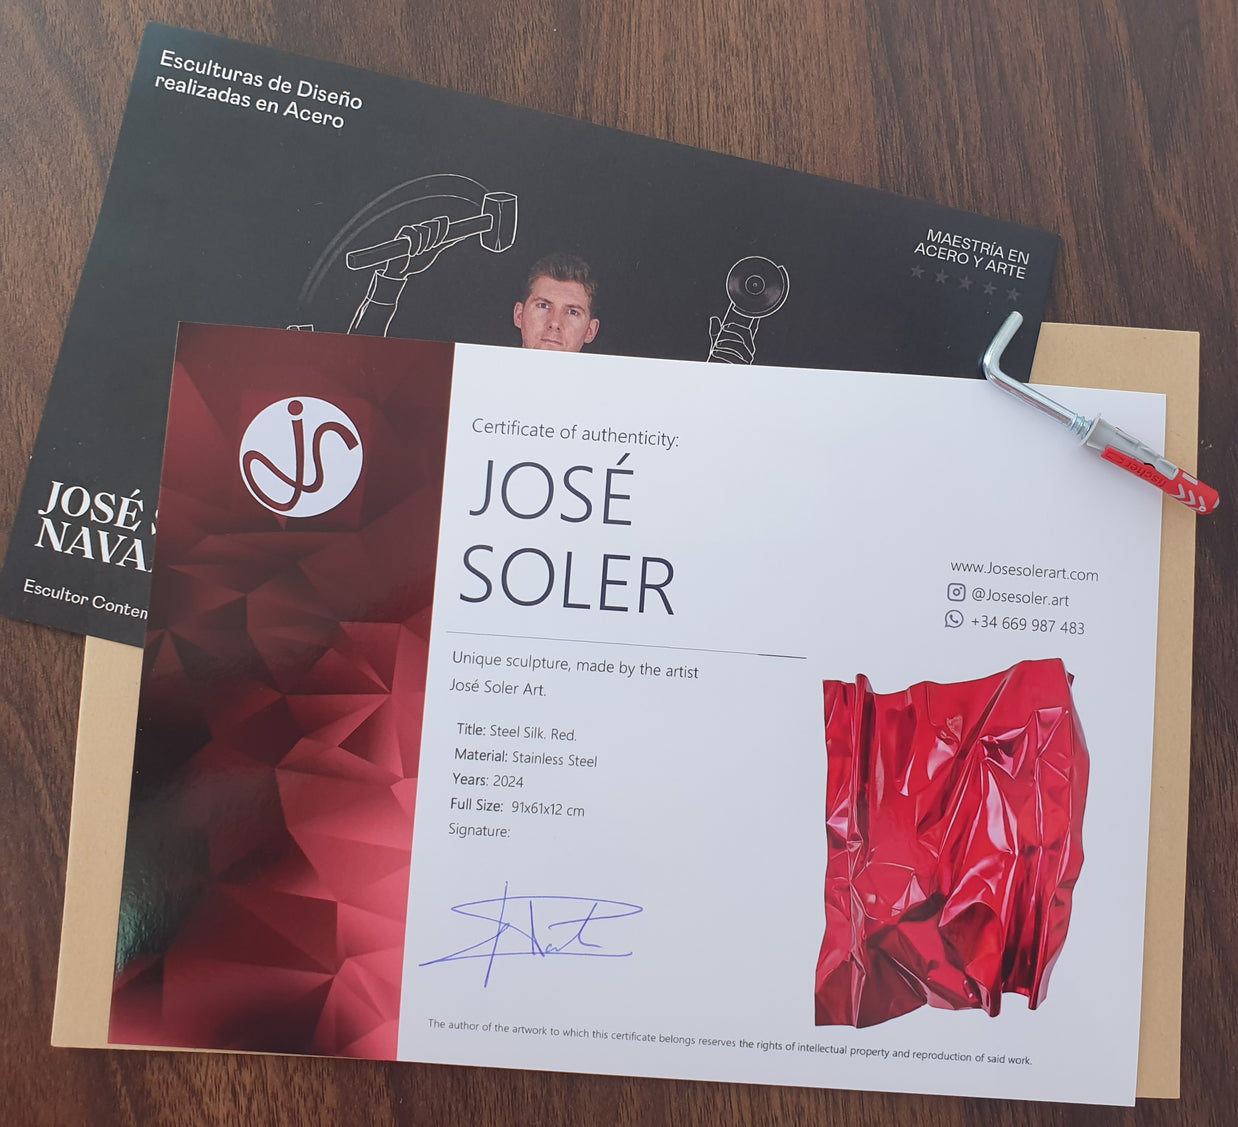 Esculturas de Diseño
realizadas en Acero
MAESTRÍA EN
ACERO Y ARTE
JOSÉ
NAVA
Escultor
js
Certificate of authenticity:
JOSÉ
SOLER
www.Josesolerart.com
@Josesoler.art
+34 669 987 483
Unique sculpture, made by the artist
José Soler Art.
Title: Steel Silk. Red.
Material: Stainless Steel
Years: 2024
Full Size: 91x61x12 cm
Signature:
The author of the artwork to which this certificate belongs reserves the rights of intellectual property and reproduction of said work.
fischer